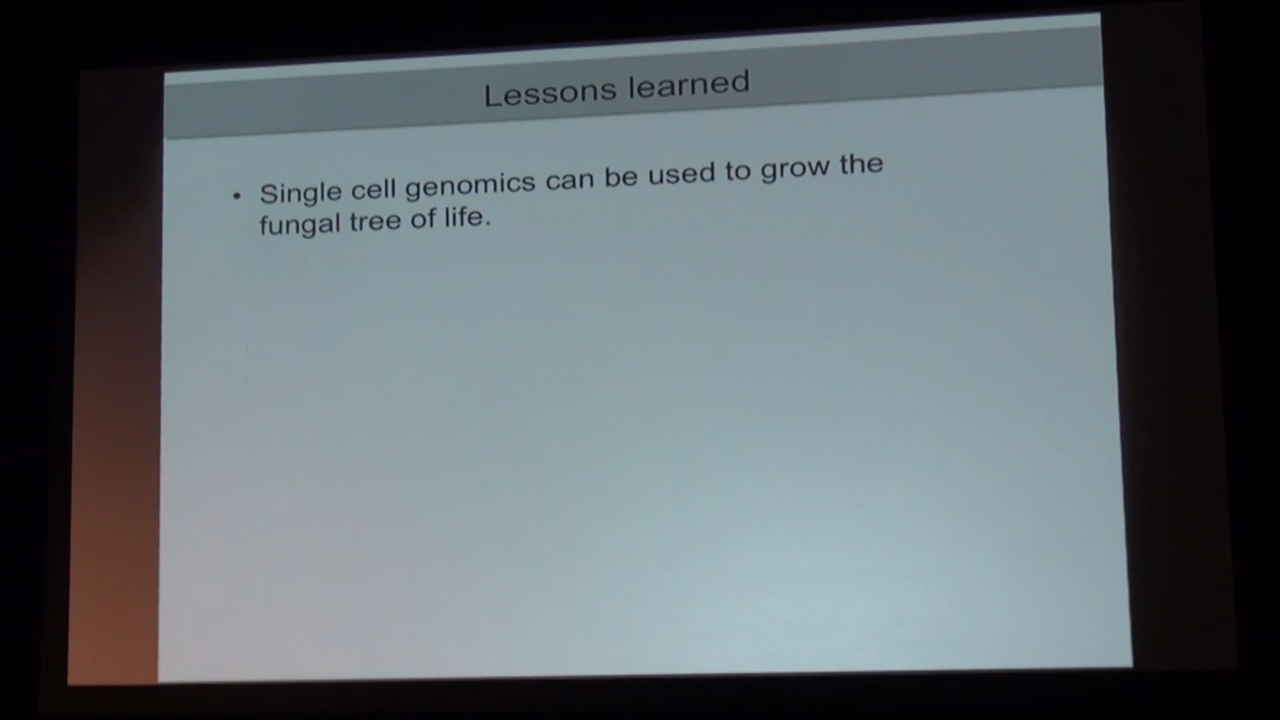 Lessons learned
• Single cell genomics can be used to grow the
fungal tree of life.